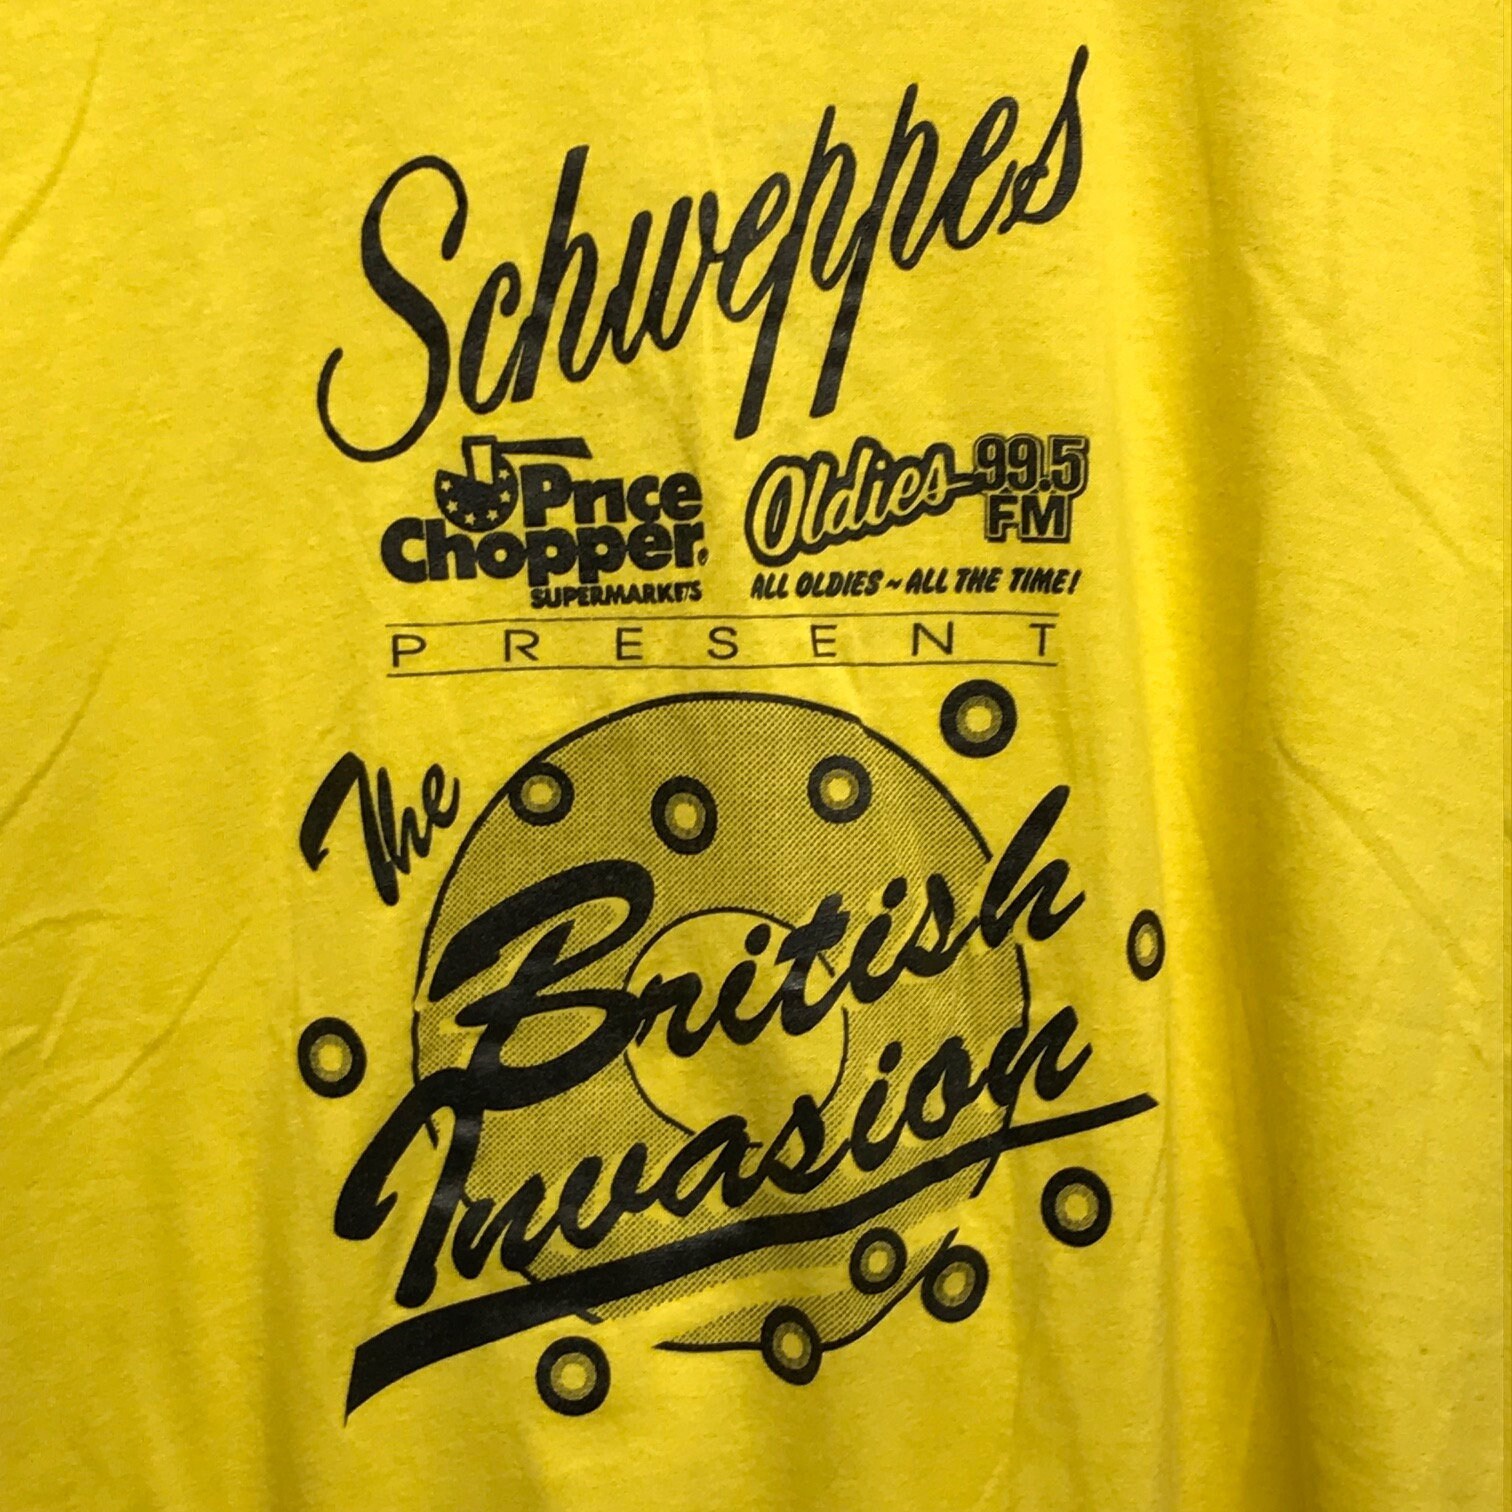 Schweppes
Price Chopper® SUPERMARKETS
Oldies 99.5 FM
ALL OLDIES ~ ALL THE TIME!
PRESENT
The
British
Invasion